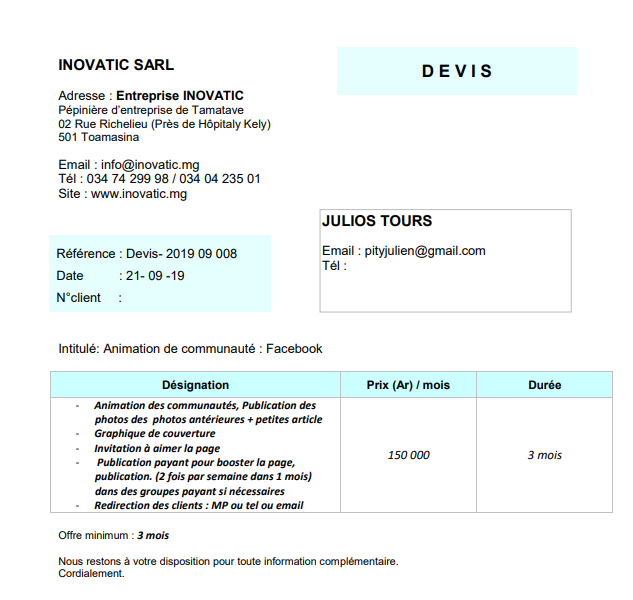 INOVATIC SARL
DEVIS
Adresse : Entreprise INOVATIC
Pépinière d'entreprise de Tamatave
02 Rue Richelieu (Près de Hôpitaly Kely)
501 Toamasina
Email : info@inovatic.mg
Tél : 034 74 299 98 / 034 04 235 01
Site : www.inovatic.mg
JULIOS TOURS
Email : pityjulien@gmail.com
Tél :
Référence : Devis- 2019 09 008
Date : 21- 09 -19
N°client :
Intitulé: Animation de communauté : Facebook
Désignation Prix (Ar) / mois Durée
- Animation des communautés, Publication des
photos des photos antérieures + petites article
- Graphique de couverture
- Invitation à aimer la page
- Publication payant pour booster la page,
publication. (2 fois par semaine dans 1 mois)
dans des groupes payant si nécessaires
- Redirection des clients : MP ou tel ou email
150 000
3 mois
Offre minimum : 3 mois
Nous restons à votre disposition pour toute information complémentaire.
Cordialement.